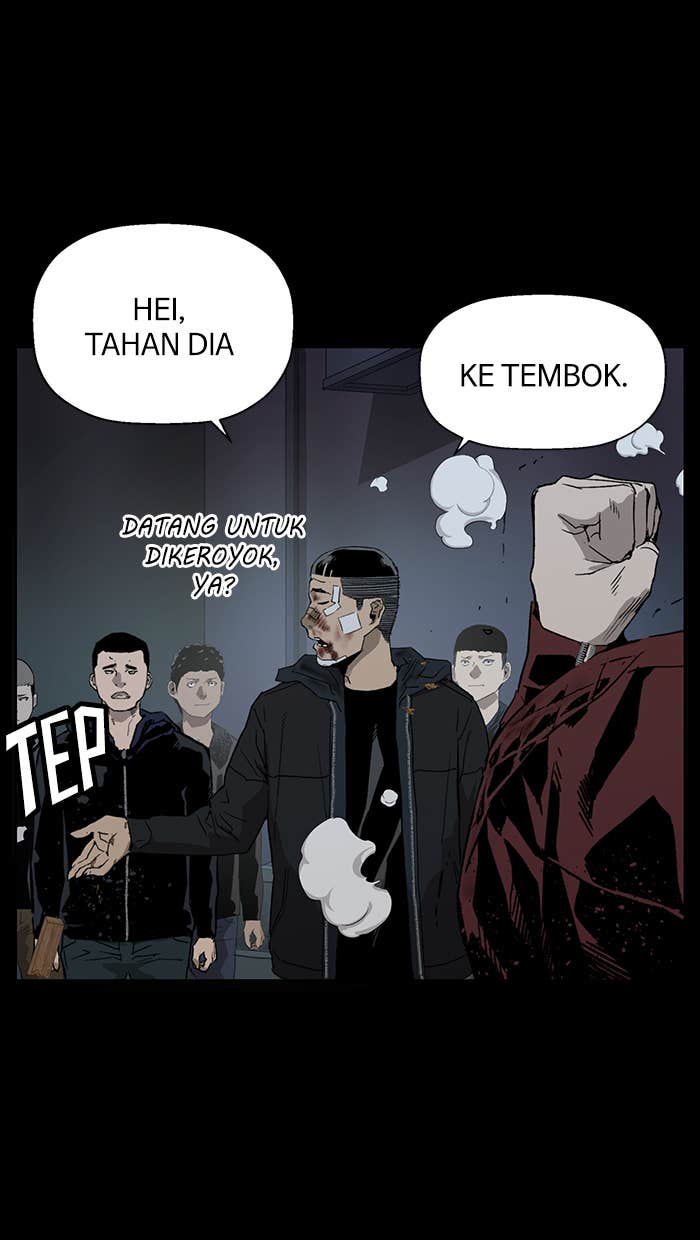 HEI,
TAHAN DIA
KE TEMBOK.
DATANG UNTUK
DIKEROYOK,
YA?
TEP